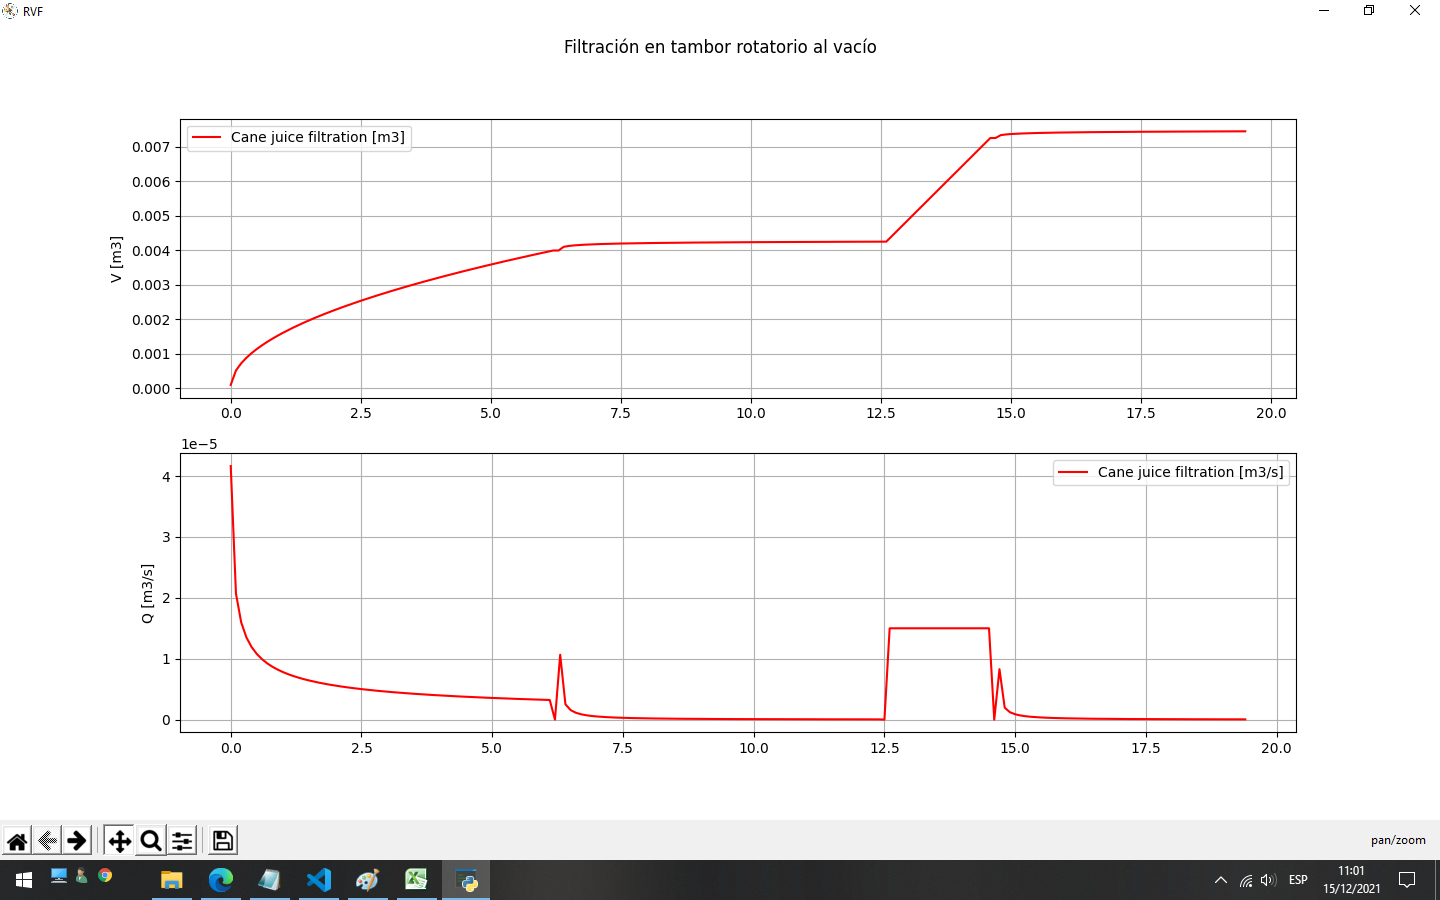 RVF
Filtración en tambor rotatorio al vacío
Cane juice filtration [m3]
V [m3]
0.007
0.006
0.005
0.004
0.003
0.002
0.001
0.000
0.0 2.5 5.0 7.5 10.0 12.5 15.0 17.5 20.0
1e−5
Cane juice filtration [m3/s]
Q [m3/s]
4
3
2
1
0
0.0 2.5 5.0 7.5 10.0 12.5 15.0 17.5 20.0
pan/zoom
ESP
11:01
15/12/2021